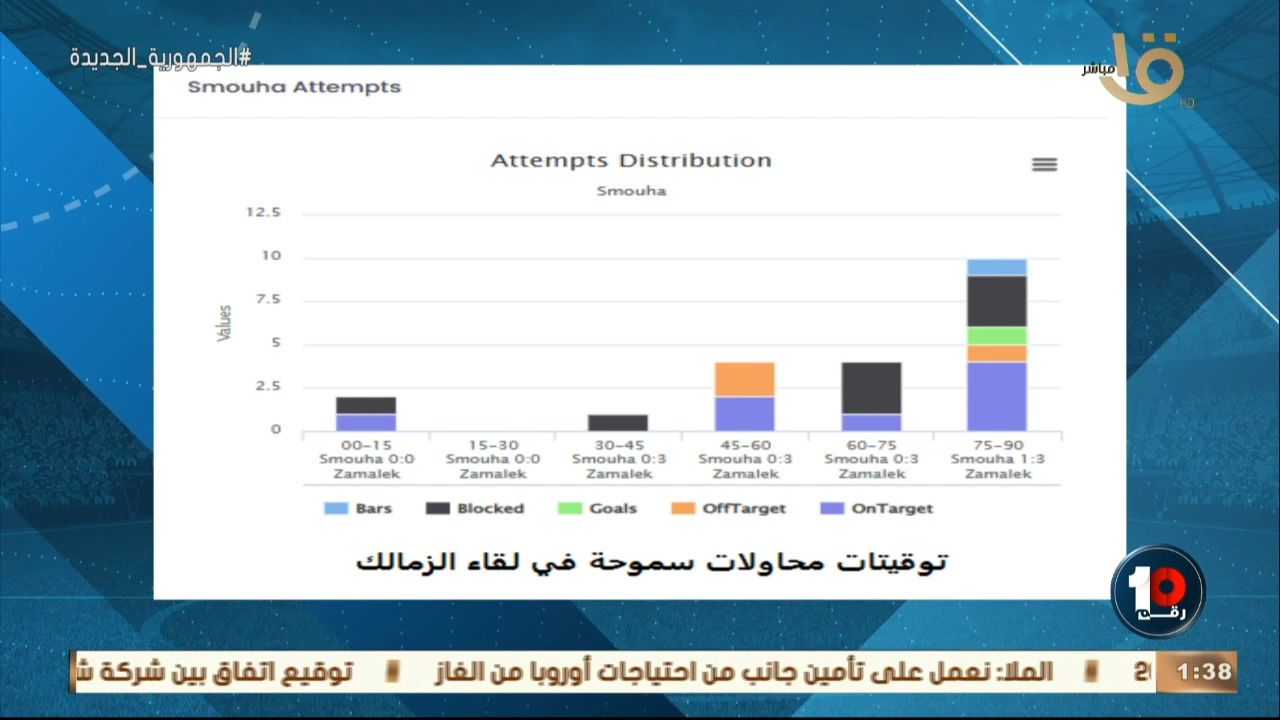 #الجمهورية_الجديدة
مباشر
HD
Smouha Attempts
Attempts Distribution
Smouha
Values
12.5
10
7.5
5
2.5
0
00-15 15-30 30-45 45-60 60-75 75-90
Smouha 0:0 Smouha 0:0 Smouha 0:3 Smouha 0:3 Smouha 0:3 Smouha 1:3
Zamalek Zamalek Zamalek Zamalek Zamalek Zamalek
Bars Blocked Goals OffTarget OnTarget
توقيتات محاولات سموحة في لقاء الزمالك
رقم 10
الملا: نعمل على تأمين جانب من احتياجات أوروبا من الغاز
توقيع اتفاق بين شركة
1:38